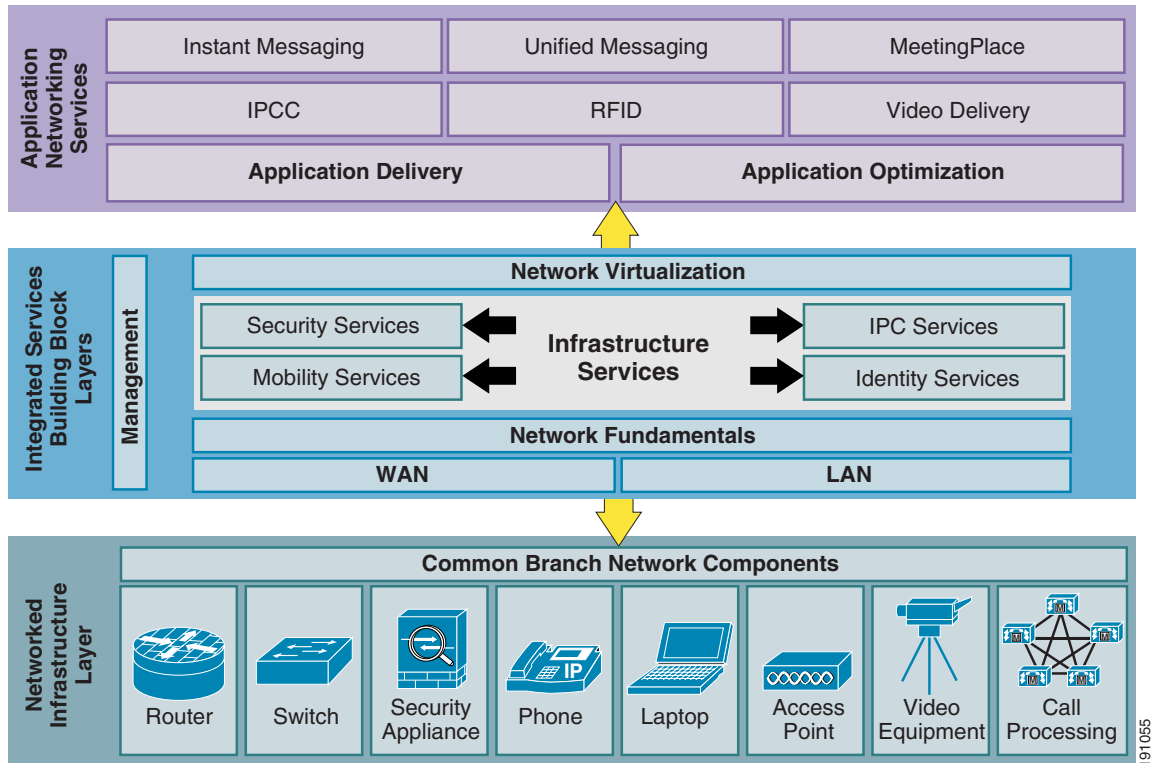 Application
Networking
Services
Instant Messaging
Unified Messaging
MeetingPlace
IPCC
RFID
Video Delivery
Application Delivery
Application Optimization
Integrated Services
Building Block
Layers
Management
Network Virtualization
Security Services
Mobility Services
Infrastructure
Services
IPC Services
Identity Services
Network Fundamentals
WAN
LAN
Networked
Infrastructure
Layer
Common Branch Network Components
Router
Switch
Security
Appliance
IP
Phone
Laptop
Access
Point
Video
Equipment
M
M
M
M
M
Call
Processing
191055